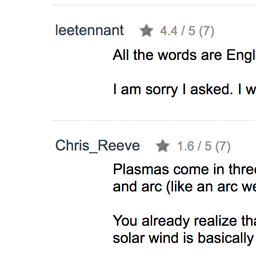 leetennant ★ 4.4 / 5 (7)
All the words are Engl
I am sorry I asked. I w
Chris_Reeve ★ 1.6 / 5 (7)
Plasmas come in three
and arc (like an arc we
You already realize tha
solar wind is basically